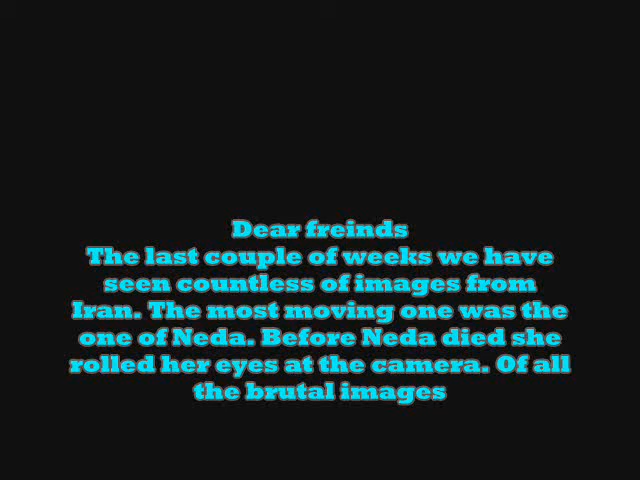 Dear freinds
The last couple of weeks we have
seen countless of images from
Iran. The most moving one was the
one of Neda. Before Neda died she
rolled her eyes at the camera. Of all
the brutal images